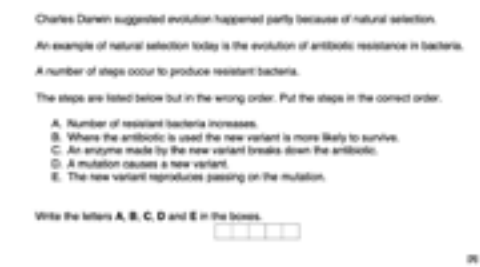 Charles Darwin suggested evolution happened partly because of natural selection.
An example of natural selection today is the evolution of antibiotic resistance in bacteria.
A number of steps occur to produce resistant bacteria.
The steps are listed below but in the wrong order. Put the steps in the correct order.
A. Number of resistant bacteria increases.
B. Where the antibiotic is used the new variant is more likely to survive.
C. An enzyme made by the new variant breaks down the antibiotic.
D. A mutation causes a new variant.
E. The new variant reproduces passing on the mutation.
Write the letters A, B, C, D and E in the boxes.